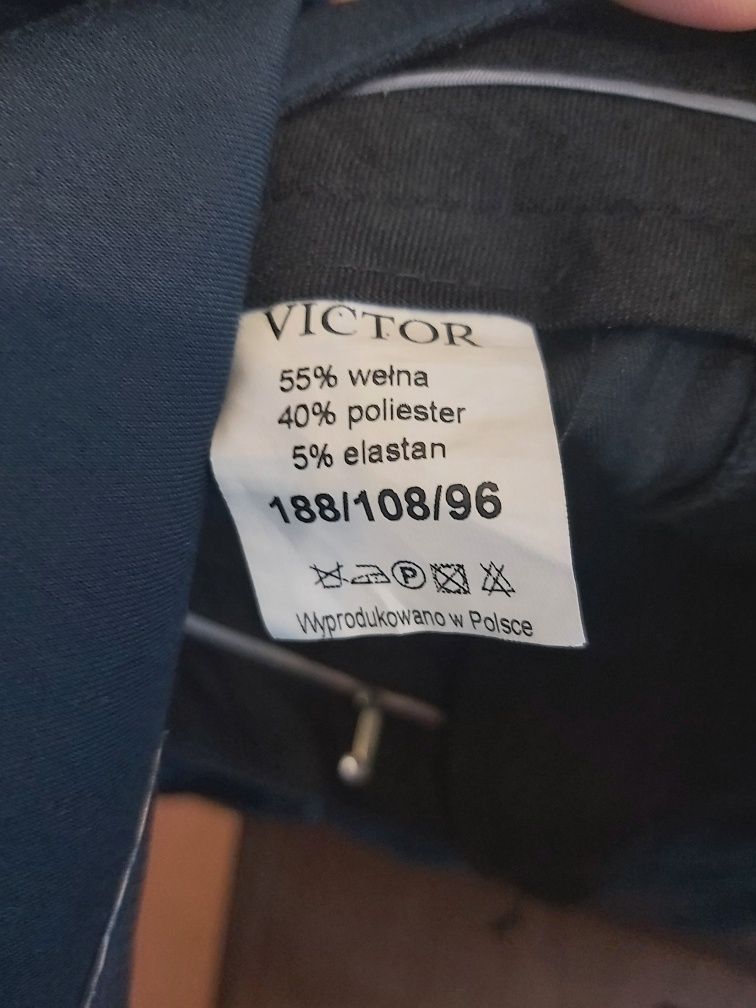 VICTOR
55% wełna
40% poliester
5% elastan
188/108/96
P
Wyprodukowano w Polsce